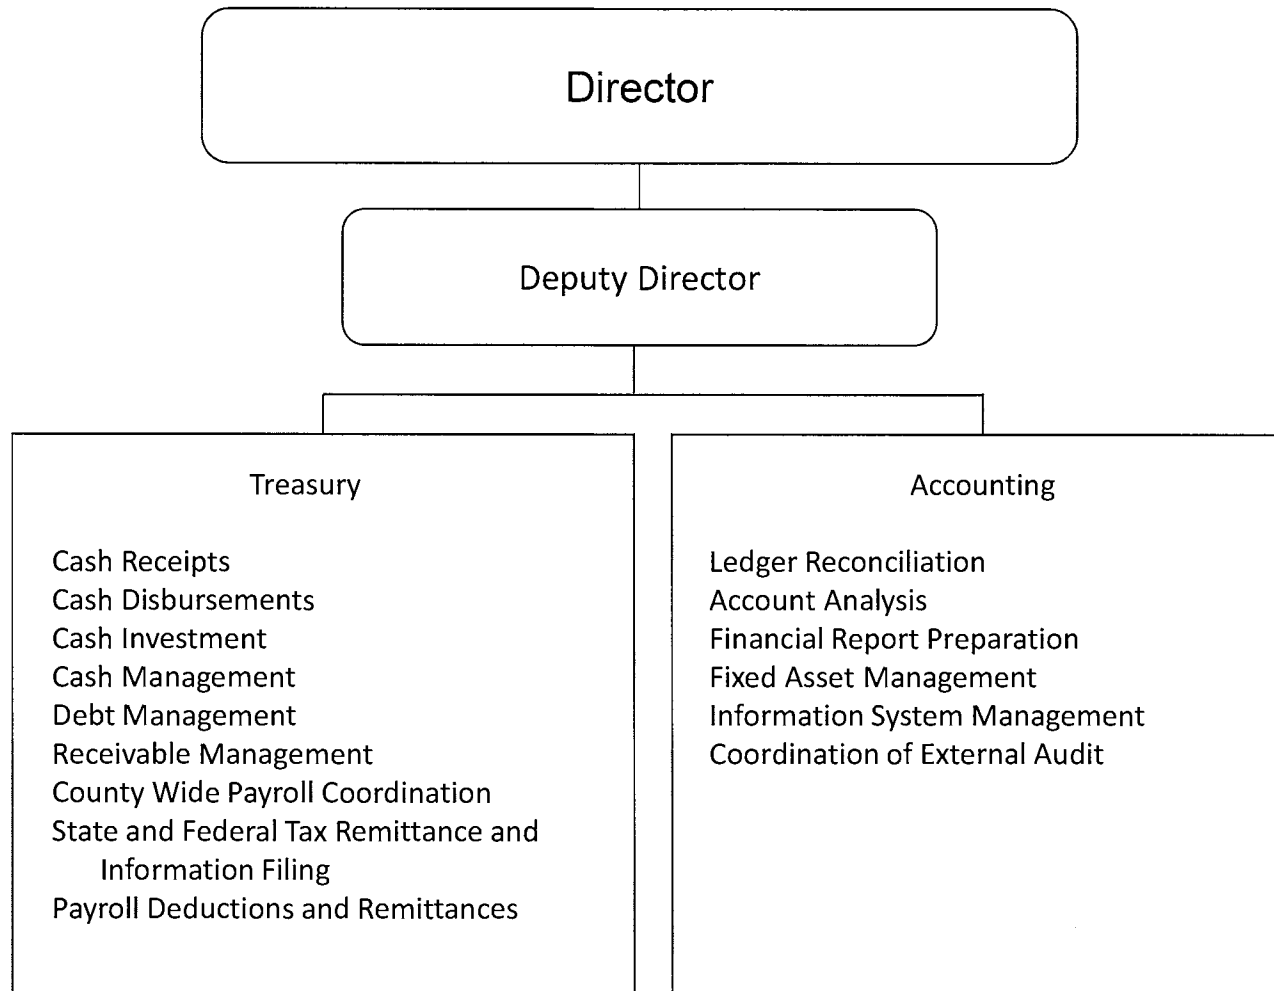 Director
Deputy Director
Treasury
Cash Receipts
Cash Disbursements
Cash Investment
Cash Management
Debt Management
Receivable Management
County Wide Payroll Coordination
State and Federal Tax Remittance and
Information Filing
Payroll Deductions and Remittances
Accounting
Ledger Reconciliation
Account Analysis
Financial Report Preparation
Fixed Asset Management
Information System Management
Coordination of External Audit